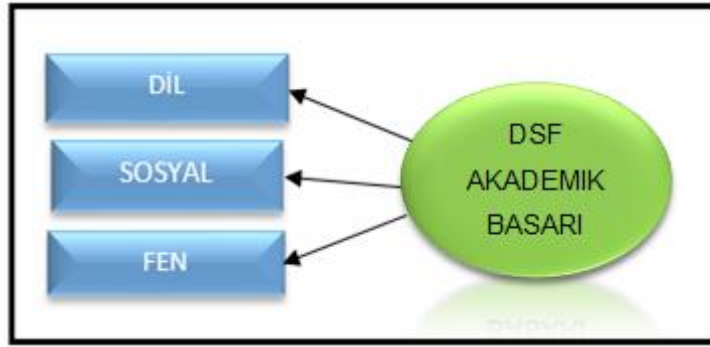 DİL
SOSYAL
FEN
DSF
AKADEMIK
BASARI